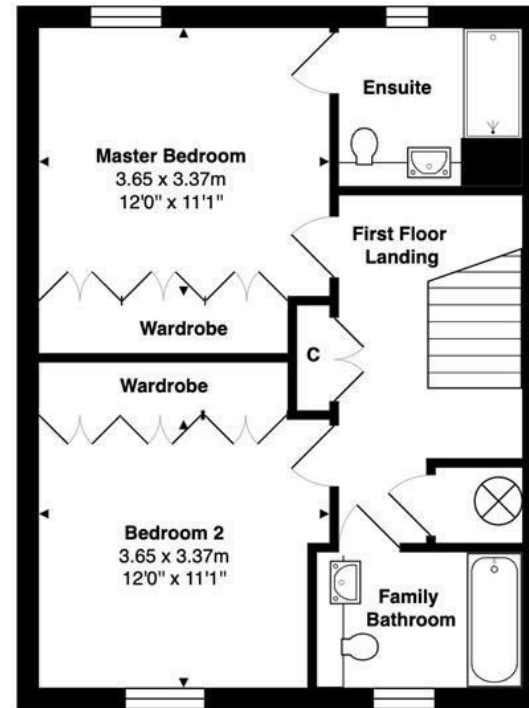 Ensuite
Master Bedroom
3.65 x 3.37m
12'0" x 11'1"
First Floor
Landing
Wardrobe
C
Wardrobe
Bedroom 2
3.65 x 3.37m
12'0" x 11'1"
Family
Bathroom